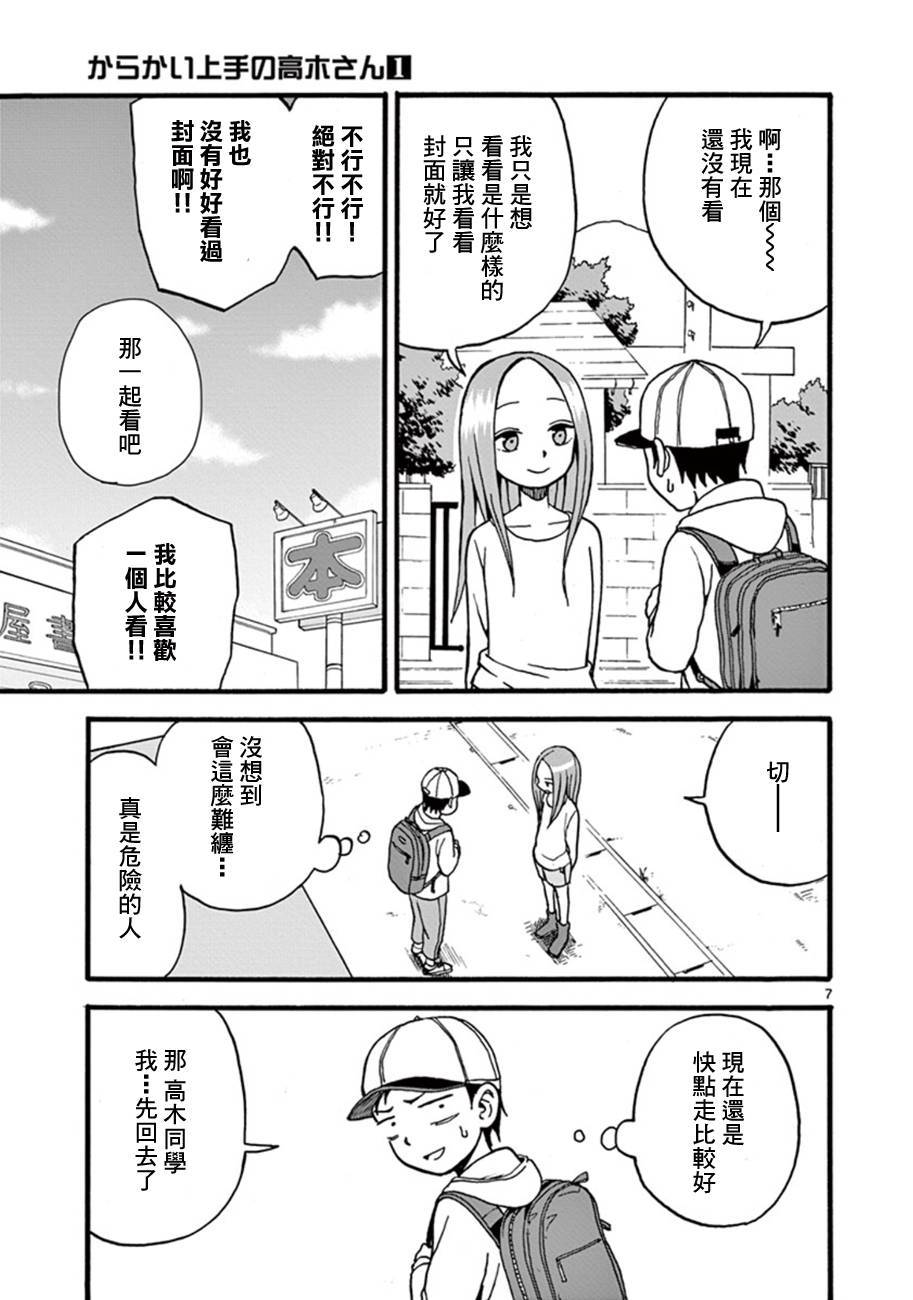 からかい上手の高木さん1
啊…那個～
我現在
還沒有看
我只是想
看看是什麼樣的
只讓我看看
封面就好了
不行不行！
絕對不行！！
我也
沒有好好看過
封面啊！！
那
一起看吧
我比較喜歡
一個人看！！
本
書
屋
切—
沒想到
會這麼難纏…
真是危險的人
7
現在還是
快點走比較好
那 高木同學
我…先回去了